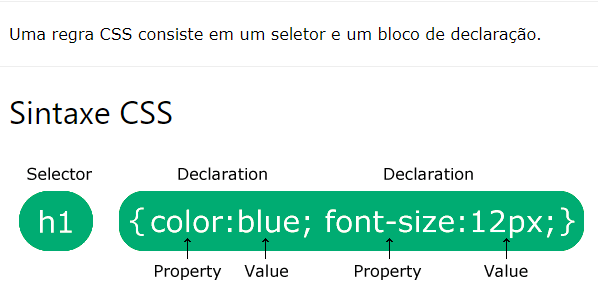 Uma regra CSS consiste em um seletor e um bloco de declaração.
Sintaxe CSS
Selector Declaration Declaration
h1 {color:blue; font-size:12px;}
Property Value Property Value